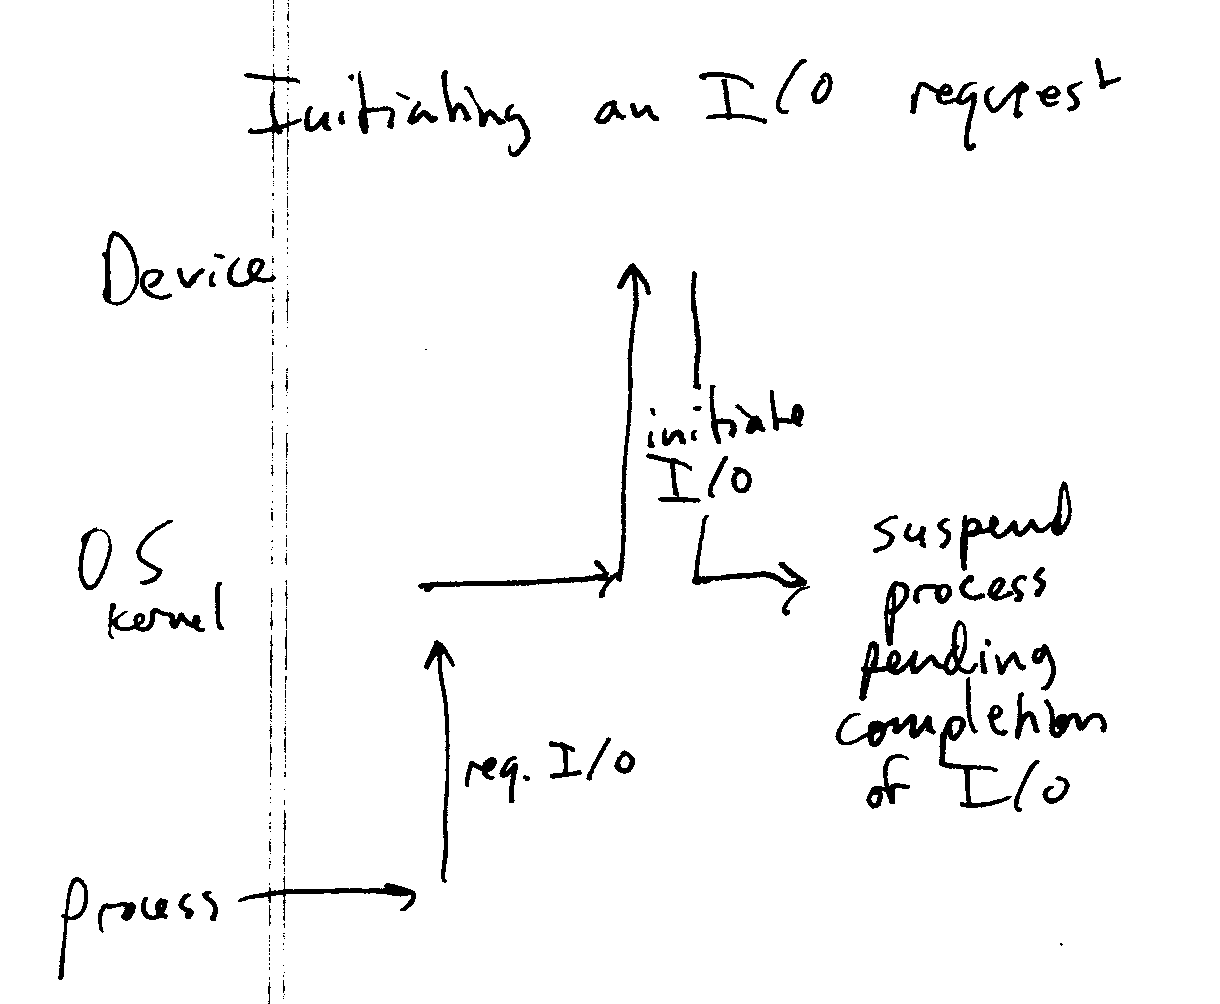 Initiating an I/O request
Device
initiate
I/O
OS
kernel
suspend
process
pending
completion
of I/O
req. I/O
process